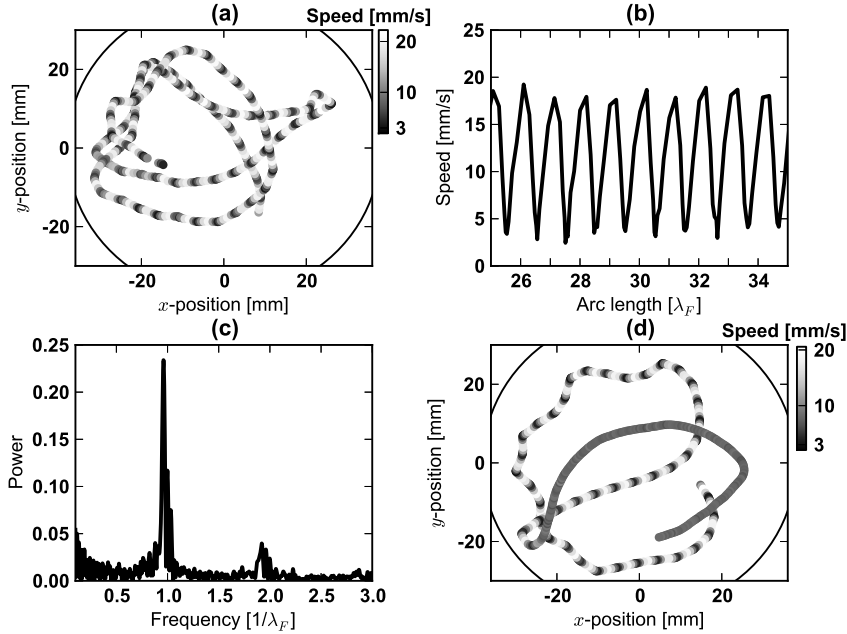 (a)
Speed [mm/s]
20
10
3
20
0
-20
y-position [mm]
-20
0
20
x-position [mm]
(b)
25
20
15
10
5
0
Speed [mm/s]
26
28
30
32
34
Arc length [λF]
(c)
0.25
0.20
0.15
0.10
0.05
0.00
Power
0.5
1.0
1.5
2.0
2.5
3.0
Frequency [1/λF]
(d)
Speed [mm/s]
20
10
3
20
0
-20
y-position [mm]
-20
0
20
x-position [mm]